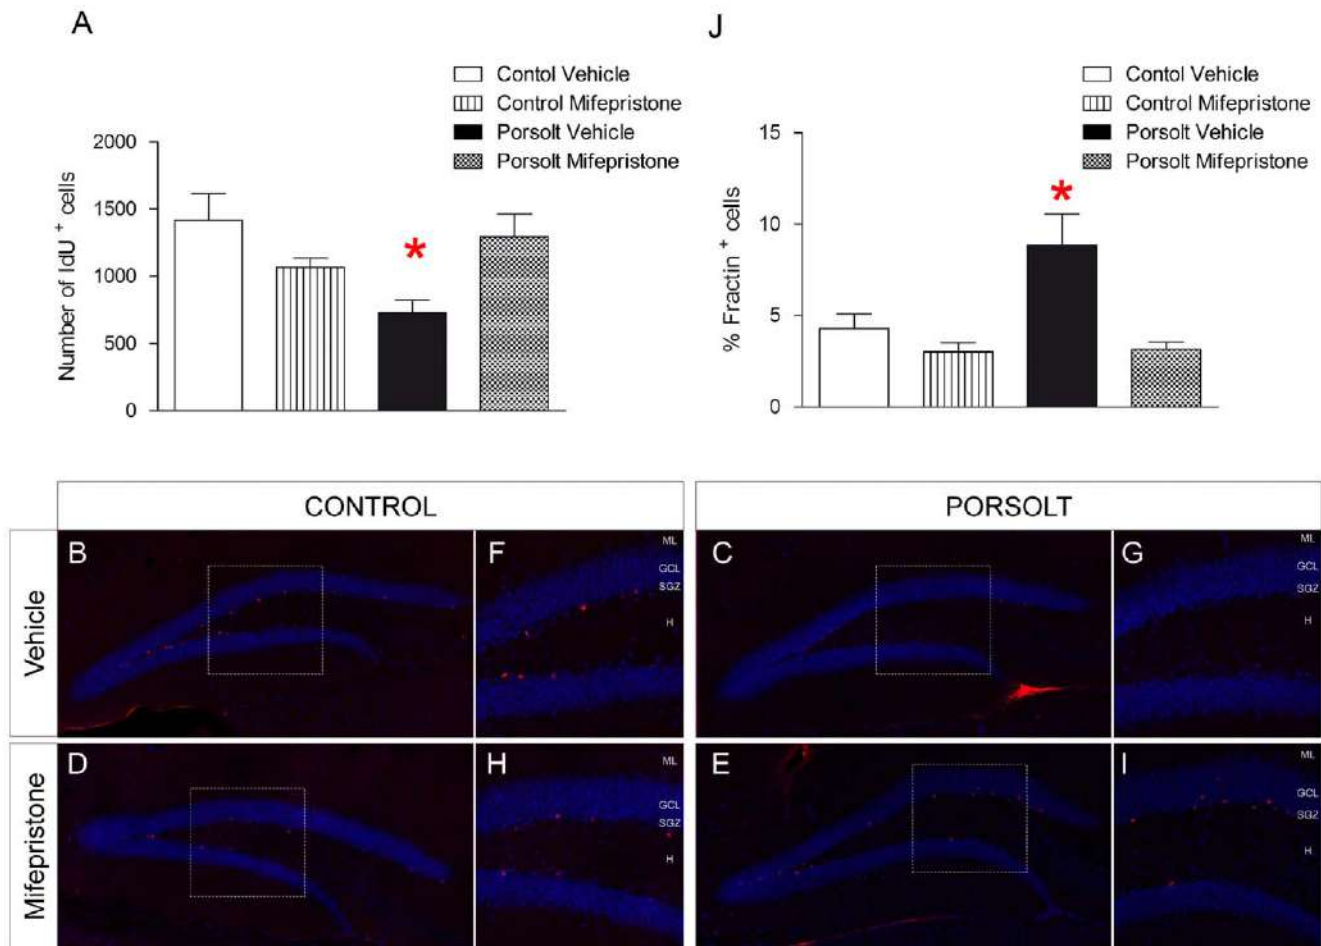 A
Contol Vehicle
Control Mifepristone
Porsolt Vehicle
Porsolt Mifepristone
2000
1500
1000
500
0
Number of IdU + cells
*
J
Contol Vehicle
Control Mifepristone
Porsolt Vehicle
Porsolt Mifepristone
15
10
5
0
% Fractin + cells
*
CONTROL
PORSOLT
Vehicle
B
F
ML
GCL
SGZ
H
C
G
ML
GCL
SGZ
H
Mifepristone
D
H
ML
GCL
SGZ
H
E
I
ML
GCL
SGZ
H